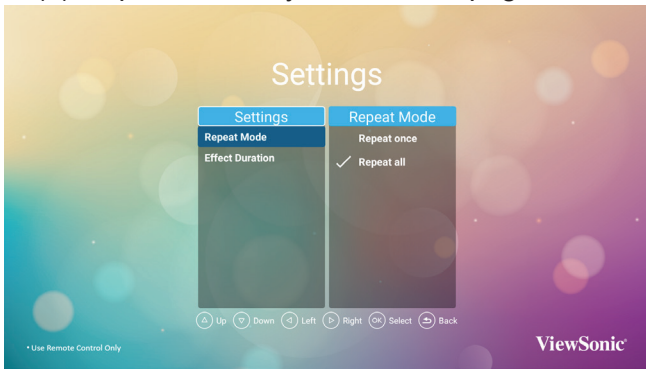 Settings
Settings
Repeat Mode
Repeat Mode
Repeat once
Effect Duration
Repeat all
Up Down Left Right OK Select Back
* Use Remote Control Only
ViewSonic®